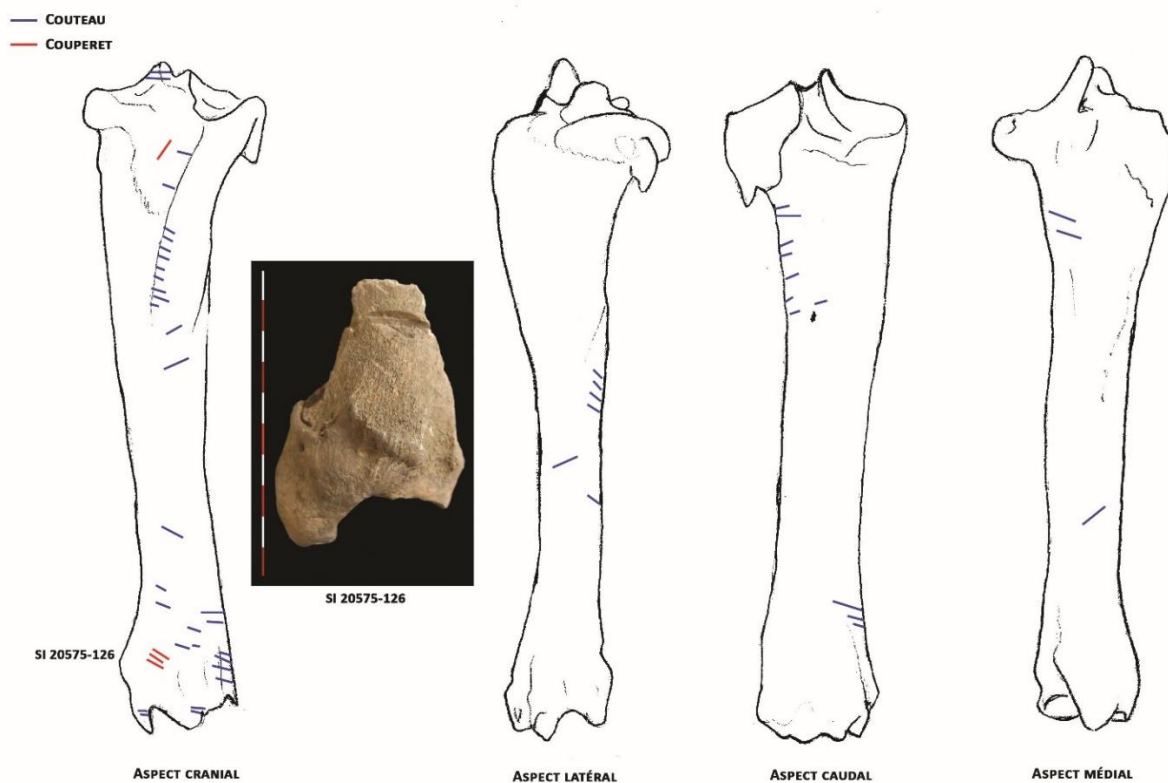 COUTEAU
COUPERET
SI 20575-126
SI 20575-126
ASPECT CRANIAL
ASPECT LATÉRAL
ASPECT CAUDAL
ASPECT MÉDIAL